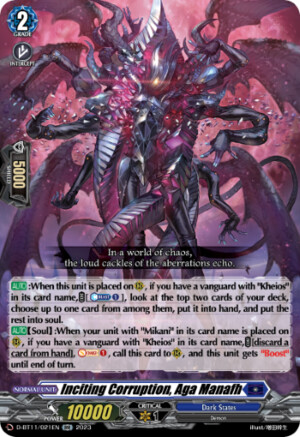 2
GRADE
INTERCEPT
5000
SHIELD
In a world of chaos,
the loud cackles of the aberrations echo.
AUTO:When this unit is placed on RC, if you have a vanguard with "Kheios"
in its card name, [COST 1], look at the top two cards of your deck,
choose up to one card from among them, put it into hand, and put the
rest into soul.
AUTO[Soul]:When your unit with "Mikani" in its card name is placed on
RC, if you have a vanguard with "Kheios" in its card name, [discard a
card from hand], 1, call this card to RC, and this unit gets "Boost"
until end of turn.
NORMAL UNIT
Inciting Corruption, Aga Manafh
POWER 10000
CRITICAL
1
Dark States
Demon
D-BT11/021EN RR 2023